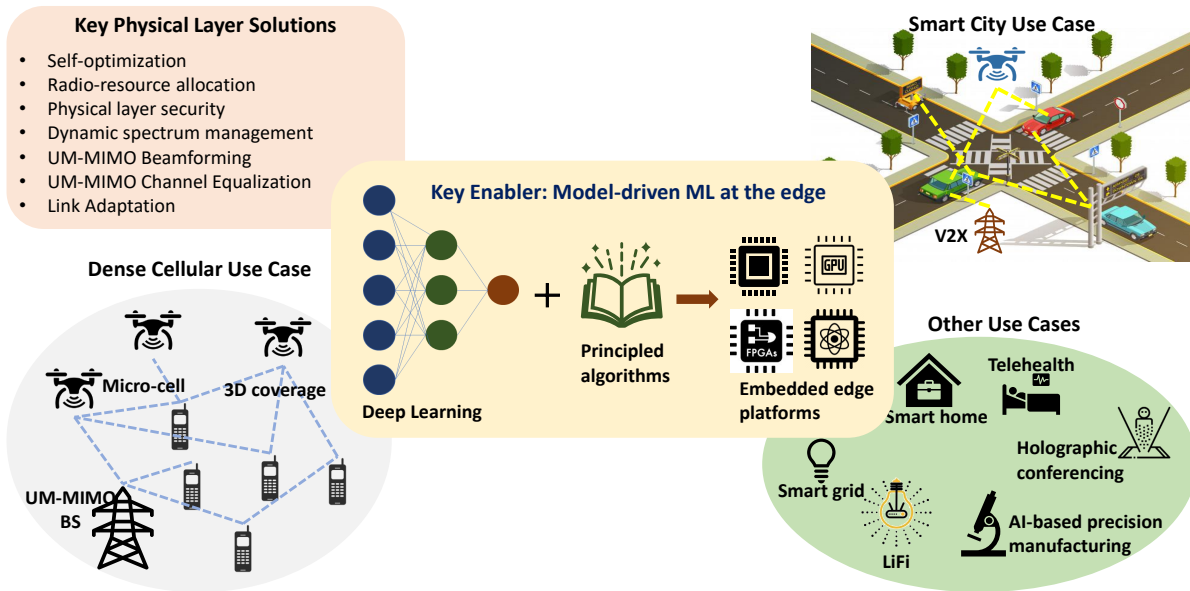 Key Physical Layer Solutions
• Self-optimization
• Radio-resource allocation
• Physical layer security
• Dynamic spectrum management
• UM-MIMO Beamforming
• UM-MIMO Channel Equalization
• Link Adaptation
Smart City Use Case
V2X
Key Enabler: Model-driven ML at the edge
Deep Learning
+
Principled
algorithms
GPU
FPGAs
Embedded edge
platforms
Dense Cellular Use Case
Micro-cell
3D coverage
UM-MIMO
BS
Other Use Cases
Smart home
Telehealth
Holographic
conferencing
Smart grid
LiFi
AI-based precision
manufacturing